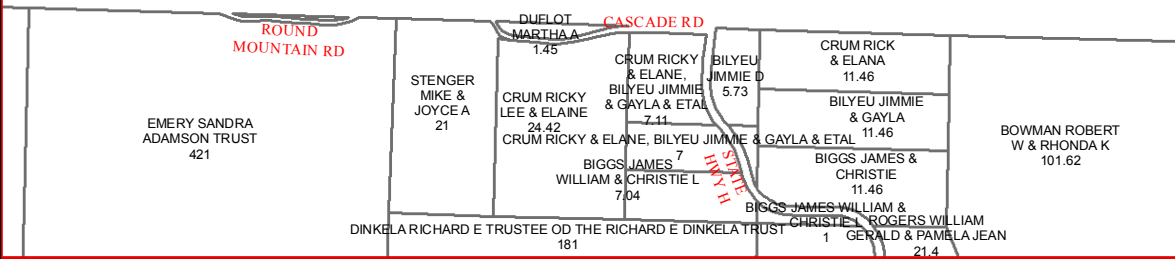 ROUND
MOUNTAIN RD
DUFLOT
MARTHA A
1.45
CASCADE RD
EMERY SANDRA
ADAMSON TRUST
421
STENGER
MIKE &
JOYCE A
21
CRUM RICKY
LEE & ELAINE
24.42
CRUM RICKY
& ELANE,
BILYEU JIMMIE
& GAYLA & ETAL
7.11
BILYEU
JIMMIE D
5.73
CRUM RICK
& ELANA
11.46
BILYEU JIMMIE
& GAYLA
11.46
CRUM RICKY & ELANE, BILYEU JIMMIE & GAYLA & ETAL
7
BIGGS JAMES
WILLIAM & CHRISTIE L
7.04
STATE
HWY H
BIGGS JAMES &
CHRISTIE
11.46
BOWMAN ROBERT
W & RHONDA K
101.62
BIGGS JAMES WILLIAM &
CHRISTIE L
1
ROGERS WILLIAM
GERALD & PAMELA JEAN
21.4
DINKELA RICHARD E TRUSTEE OD THE RICHARD E DINKELA TRUST
181